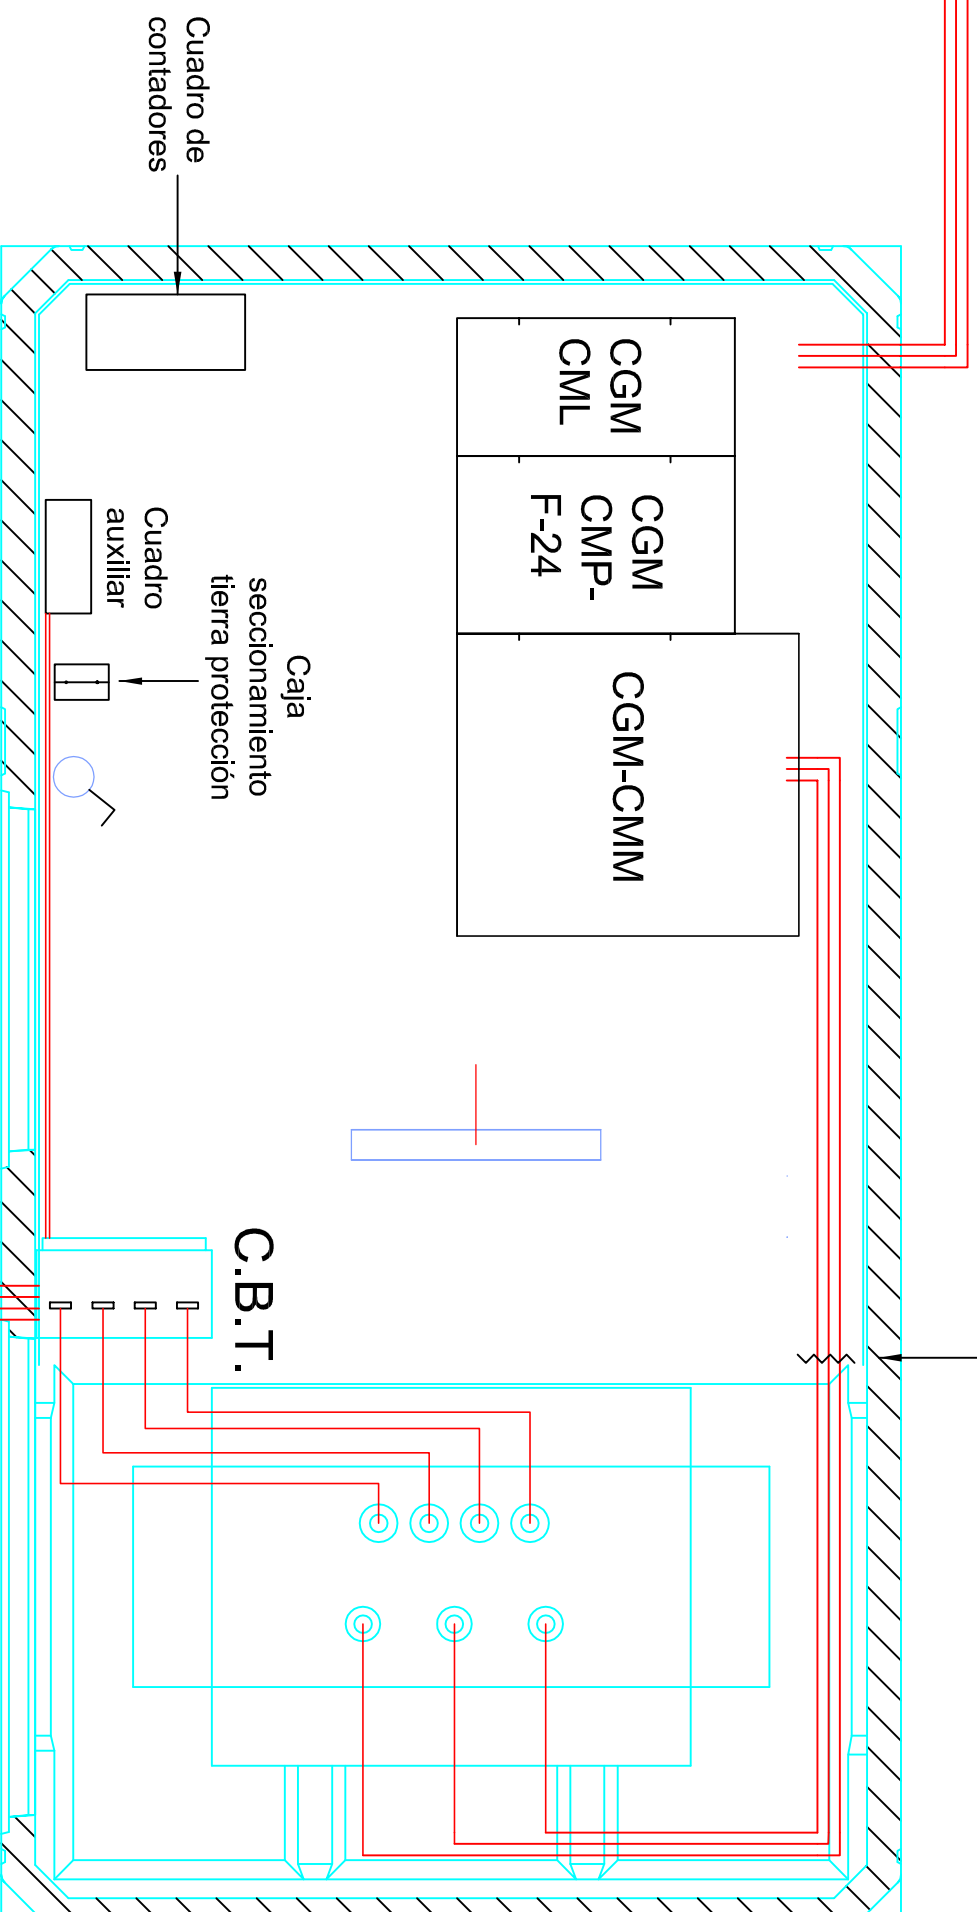 Cuadro de
contadores
CGM
CML
CGM
CMP-
F-24
CGM-CMM
Cuadro
auxiliar
Caja
seccionamiento
tierra protección
C.B.T.